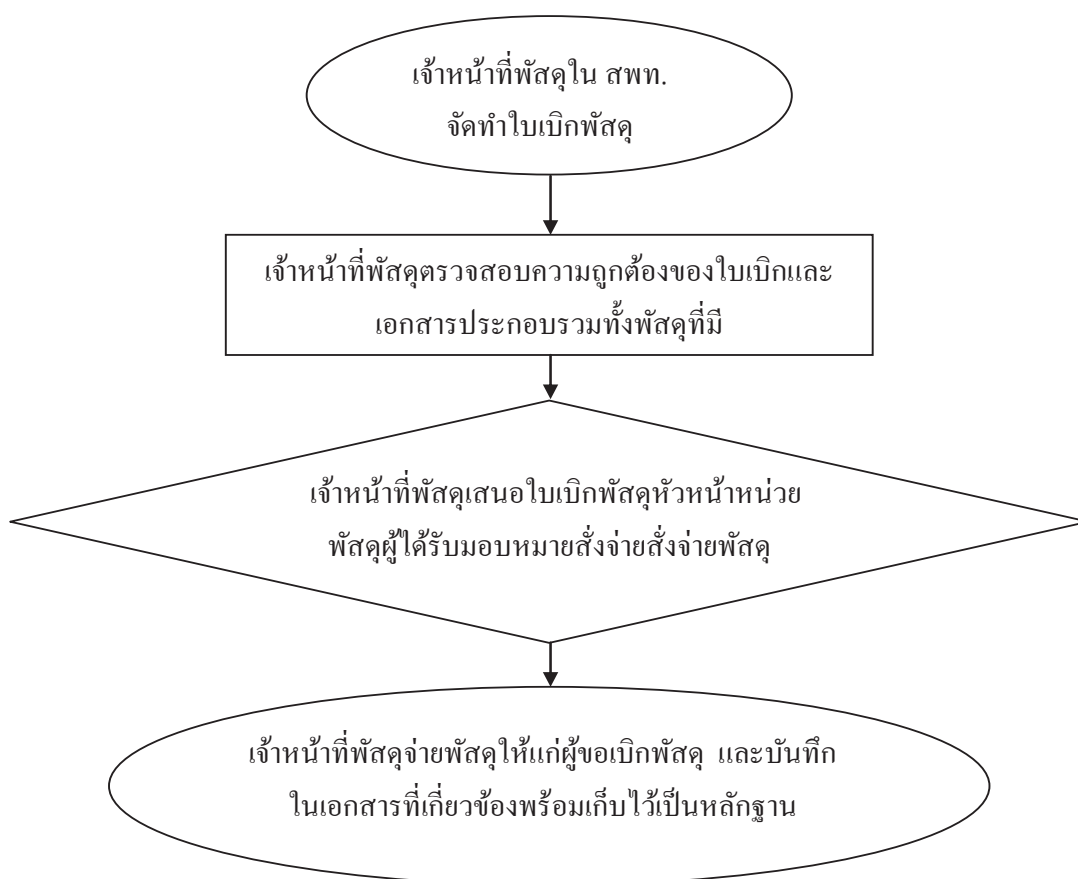 เจ้าหน้าที่พัสดุใน สพท.
จัดทำใบเบิกพัสดุ
เจ้าหน้าที่พัสดุตรวจสอบความถูกต้องของใบเบิกและ
เอกสารประกอบรวมทั้งพัสดุที่มี
เจ้าหน้าที่พัสดุเสนอใบเบิกพัสดุหัวหน้าหน่วย
พัสดุผู้ได้รับมอบหมายสั่งจ่ายสั่งจ่ายพัสดุ
เจ้าหน้าที่พัสดุจ่ายพัสดุให้แก่ผู้ขอเบิกพัสดุ และบันทึก
ในเอกสารที่เกี่ยวข้องพร้อมเก็บไว้เป็นหลักฐาน